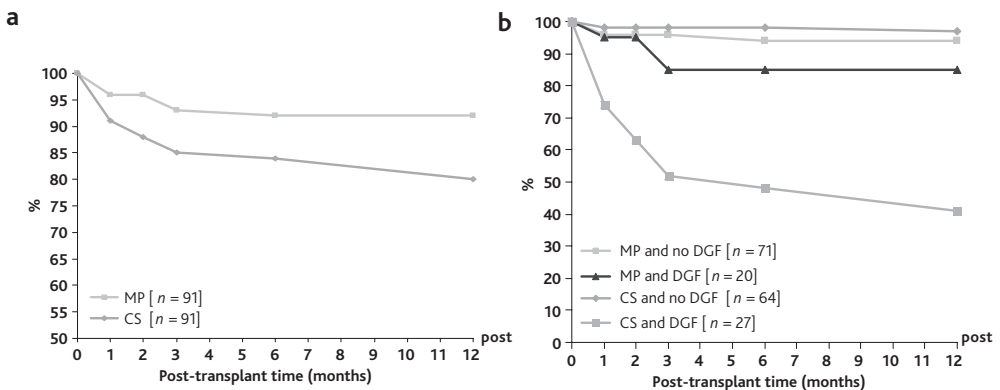 a
100
95
90
85
80
75
70
65
60
55
50
%
MP [ n = 91]
CS [n = 91]
0 1 2 3 4 5 6 7 8 9 10 11 12
post
Post-transplant time (months)
b
100
90
80
70
60
50
40
30
20
10
0
%
MP and no DGF [ n = 71]
MP and DGF [ n = 20]
CS and no DGF [ n = 64]
CS and DGF [ n = 27]
0 1 2 3 4 5 6 7 8 9 10 11 12
post
Post-transplant time (months)